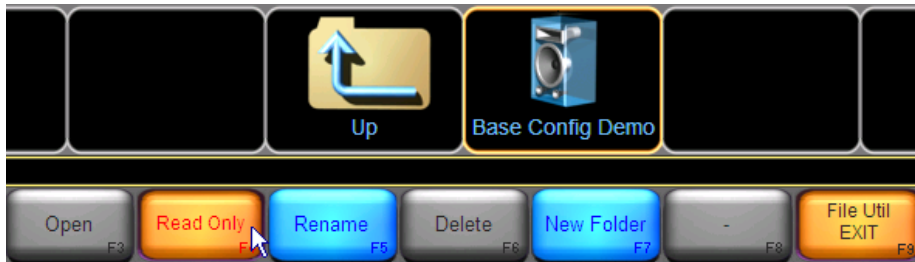 Up
Base Config Demo
Open
F3
Read Only
Rename
F5
Delete
F6
New Folder
F7
-
F8
File Util
EXIT
F9